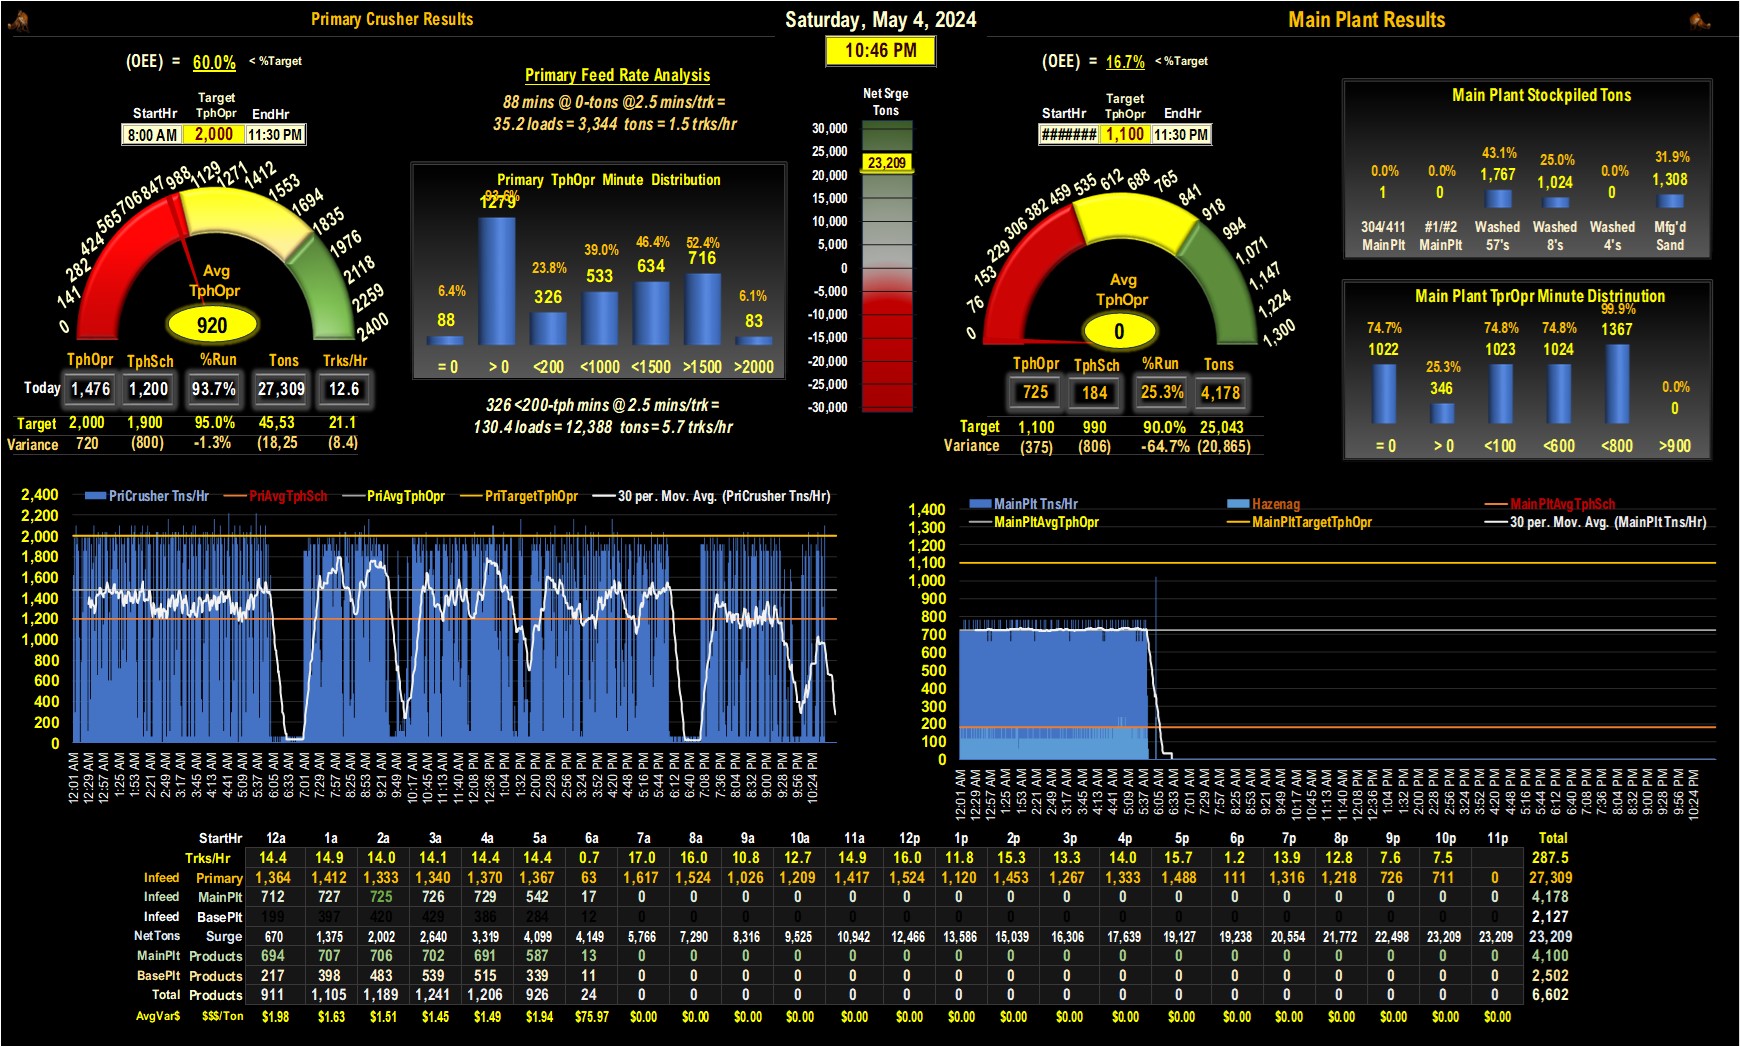 Primary Crusher Results
Saturday, May 4, 2024
Main Plant Results
10:46 PM
(OEE) = 60.0% < %Target
Target
StartHr TphOpr EndHr
8:00 AM 2,000 11:30 PM
Primary Feed Rate Analysis
88 mins @ 0-tons @2.5 mins/trk =
35.2 loads = 3,344 tons = 1.5 trks/hr
0 141 282 424 565 706 847 988 1129 1271 1412 1553 1694 1835 1976 2118 2259 2400
Avg
TphOpr
920
TphOpr TphSch %Run Tons Trks/Hr
Today 1,476 1,200 93.7% 27,309 12.6
Target 2,000 1,900 95.0% 45,53 21.1
Variance 720 (800) -1.3% (18,25 (8.4)
Primary TphOpr Minute Distribution
6.4% 93.6% 23.8% 39.0% 46.4% 52.4% 6.1%
88 1279 326 533 634 716 83
= 0 > 0 <200 <1000 <1500 >1500 >2000
326 <200-tph mins @ 2.5 mins/trk =
130.4 loads = 12,388 tons = 5.7 trks/hr
Net Srge
Tons
30,000
25,000
23,209
20,000
15,000
10,000
5,000
0
-5,000
-10,000
-15,000
-20,000
-25,000
-30,000
(OEE) = 16.7% < %Target
Target
StartHr TphOpr EndHr
####### 1,100 11:30 PM
0 76 153 229 306 382 459 535 612 688 765 841 918 994 1,071 1,147 1,224 1,300
Avg
TphOpr
0
TphOpr TphSch %Run Tons
725 184 25.3% 4,178
Target 1,100 990 90.0% 25,043
Variance (375) (806) -64.7% (20,865)
Main Plant Stockpiled Tons
0.0% 0.0% 43.1% 25.0% 0.0% 31.9%
1 0 1,767 1,024 0 1,308
304/411 #1/#2 Washed Washed Washed Mfg'd
MainPlt MainPlt 57's 8's 4's Sand
Main Plant TprOpr Minute Distrinution
74.7% 25.3% 74.8% 74.8% 99.9% 0.0%
1022 346 1023 1024 1367 0
= 0 > 0 <100 <600 <800 >900
PriCrusher Tns/Hr PriAvgTphSch PriAvgTphOpr PriTargetTphOpr 30 per. Mov. Avg. (PriCrusher Tns/Hr)
2,400
2,200
2,000
1,800
1,600
1,400
1,200
1,000
800
600
400
200
0
12:01 AM 12:29 AM 12:57 AM 1:25 AM 1:53 AM 2:21 AM 2:49 AM 3:17 AM 3:45 AM 4:13 AM 4:41 AM 5:09 AM 5:37 AM 6:05 AM 6:33 AM 7:01 AM 7:29 AM 7:57 AM 8:25 AM 8:53 AM 9:21 AM 9:49 AM 10:17 AM 10:45 AM 11:13 AM 11:40 AM 12:08 PM 12:36 PM 1:04 PM 1:32 PM 2:00 PM 2:28 PM 2:56 PM 3:24 PM 3:52 PM 4:20 PM 4:48 PM 5:16 PM 5:44 PM 6:12 PM 6:40 PM 7:08 PM 7:36 PM 8:04 PM 8:32 PM 9:00 PM 9:28 PM 9:56 PM 10:24 PM
MainPlt Tns/Hr Hazenag MainPltAvgTphSch
MainPltAvgTphOpr MainPltTargetTphOpr 30 per. Mov. Avg. (MainPlt Tns/Hr)
1,400
1,300
1,200
1,100
1,000
900
800
700
600
500
400
300
200
100
0
12:01 AM 12:29 AM 12:57 AM 1:25 AM 1:53 AM 2:21 AM 2:49 AM 3:17 AM 3:45 AM 4:13 AM 4:41 AM 5:09 AM 5:37 AM 6:05 AM 6:33 AM 7:01 AM 7:29 AM 7:57 AM 8:25 AM 8:53 AM 9:21 AM 9:49 AM 10:17 AM 10:45 AM 11:13 AM 11:40 AM 12:08 PM 12:36 PM 1:04 PM 1:32 PM 2:00 PM 2:28 PM 2:56 PM 3:24 PM 3:52 PM 4:20 PM 4:48 PM 5:16 PM 5:44 PM 6:12 PM 6:40 PM 7:08 PM 7:36 PM 8:04 PM 8:32 PM 9:00 PM 9:28 PM 9:56 PM 10:24 PM
StartHr 12a 1a 2a 3a 4a 5a 6a 7a 8a 9a 10a 11a 12p 1p 2p 3p 4p 5p 6p 7p 8p 9p 10p 11p Total
Trks/Hr 14.4 14.9 14.0 14.1 14.4 14.4 0.7 17.0 16.0 10.8 12.7 14.9 16.0 11.8 15.3 13.3 14.0 15.7 1.2 13.9 12.8 7.6 7.5 287.5
Infeed Primary 1,364 1,412 1,333 1,340 1,370 1,367 63 1,617 1,524 1,026 1,209 1,417 1,524 1,120 1,453 1,267 1,333 1,488 111 1,316 1,218 726 711 0 27,309
Infeed MainPlt 712 727 725 726 729 542 17 0 0 0 0 0 0 0 0 0 0 0 0 0 0 0 0 0 4,178
Infeed BasePlt 199 397 420 429 386 284 12 0 0 0 0 0 0 0 0 0 0 0 0 0 0 0 0 0 2,127
NetTons Surge 670 1,375 2,002 2,640 3,319 4,099 4,149 5,766 7,290 8,316 9,525 10,942 12,466 13,586 15,039 16,306 17,639 19,127 19,238 20,554 21,772 22,498 23,209 23,209 23,209
MainPlt Products 694 707 706 702 691 587 13 0 0 0 0 0 0 0 0 0 0 0 0 0 0 0 0 0 4,100
BasePlt Products 217 398 483 539 515 339 11 0 0 0 0 0 0 0 0 0 0 0 0 0 0 0 0 0 2,502
Total Products 911 1,105 1,189 1,241 1,206 926 24 0 0 0 0 0 0 0 0 0 0 0 0 0 0 0 0 0 6,602
AvgVar$ $$$/Ton $1.98 $1.63 $1.51 $1.45 $1.49 $1.94 $75.97 $0.00 $0.00 $0.00 $0.00 $0.00 $0.00 $0.00 $0.00 $0.00 $0.00 $0.00 $0.00 $0.00 $0.00 $0.00 $0.00 $0.00